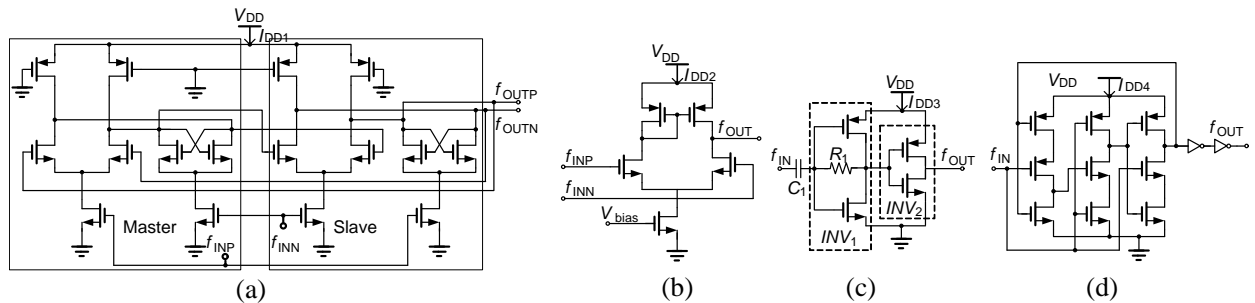 VDD
IDD1
fOUTP
fOUTN
Master
fINP
fINN
Slave
(a)
VDD
IDD2
fOUT
fINP
fINN
Vbias
(b)
VDD
IDD3
fIN
C1
R1
fOUT
INV1
INV2
(c)
VDD
IDD4
fIN
fOUT
(d)